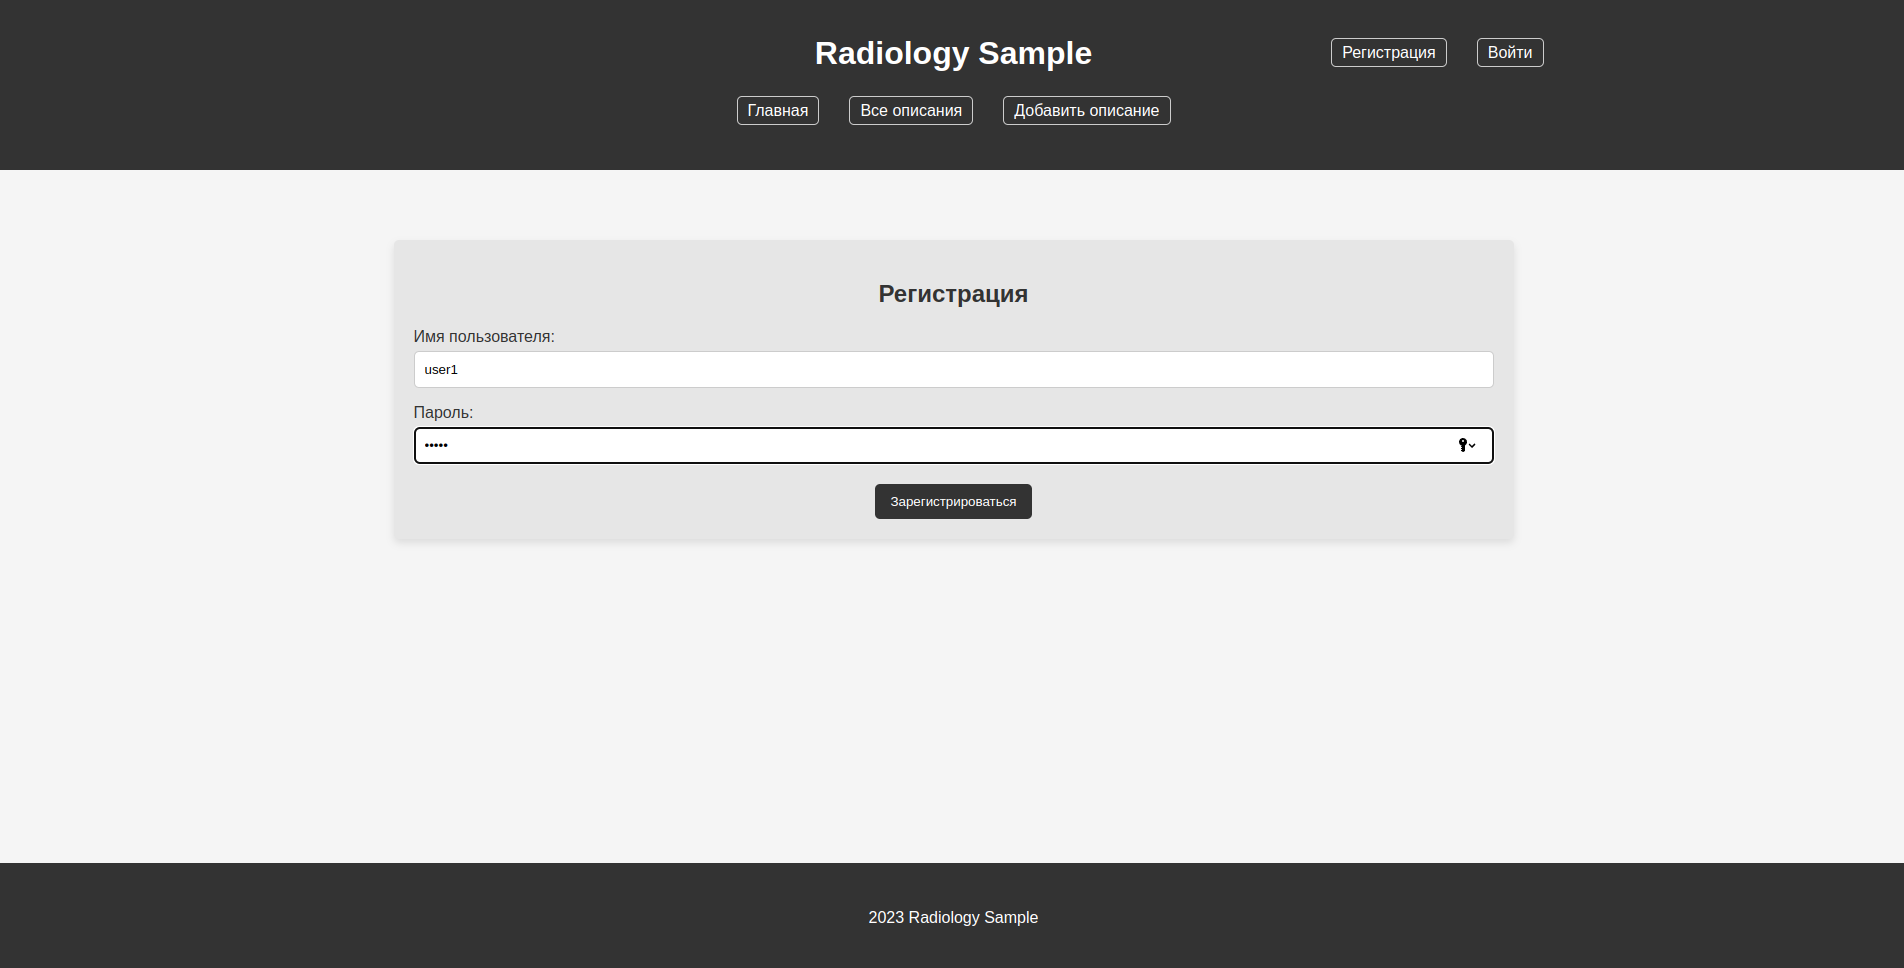 Radiology Sample
Регистрация
Войти
Главная
Все описания
Добавить описание
Регистрация
Имя пользователя:
user1
Пароль:
•••••
Зарегистрироваться
2023 Radiology Sample